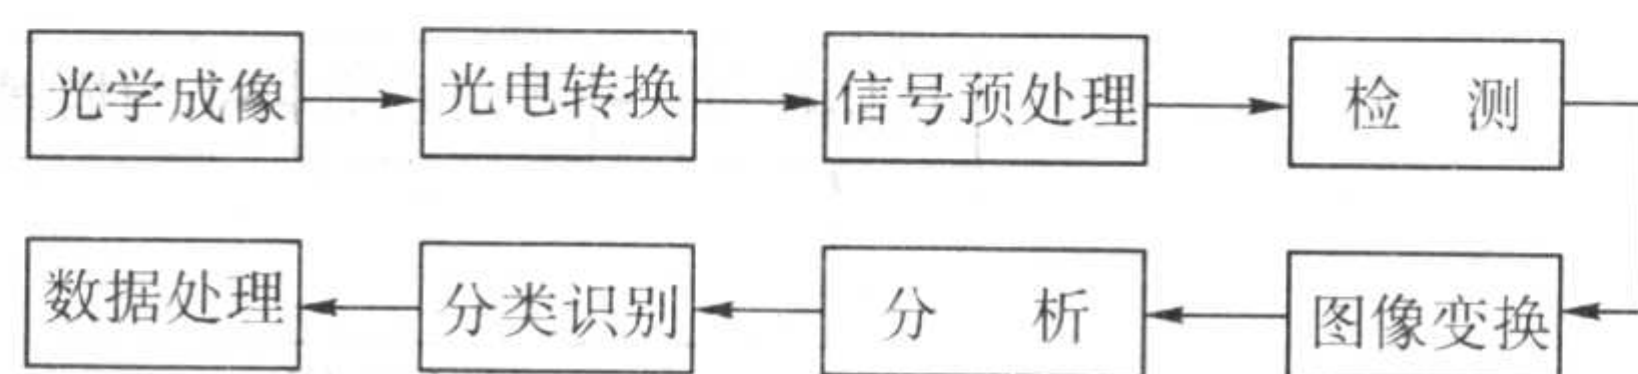 光学成像 光电转换 信号预处理 检 测
数据处理 分类识别 分 析 图像变换